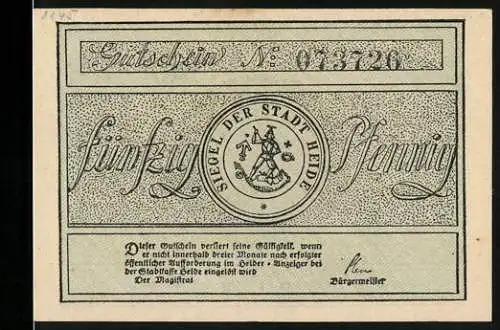 Gutschein No: 073726
fünfzig Pfennig
SIEGEL DER STADT HEIDE
Dieser Gutschein verliert seine Gültigkeit, wenn
er nicht innerhalb dreier Monate nach erfolgter
öffentlicher Aufforderung im Heider - Anzeiger bei
der Stadtkasse Heide eingelöst wird
Der Magistrat
Bürgermeister